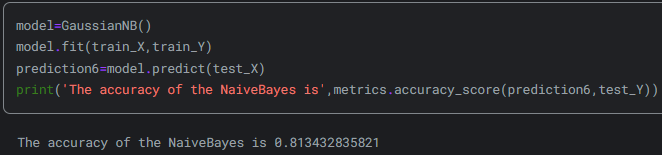 model=GaussianNB()
model.fit(train_X,train_Y)
prediction6=model.predict(test_X)
print('The accuracy of the NaiveBayes is',metrics.accuracy_score(prediction6,test_Y))
The accuracy of the NaiveBayes is 0.813432835821